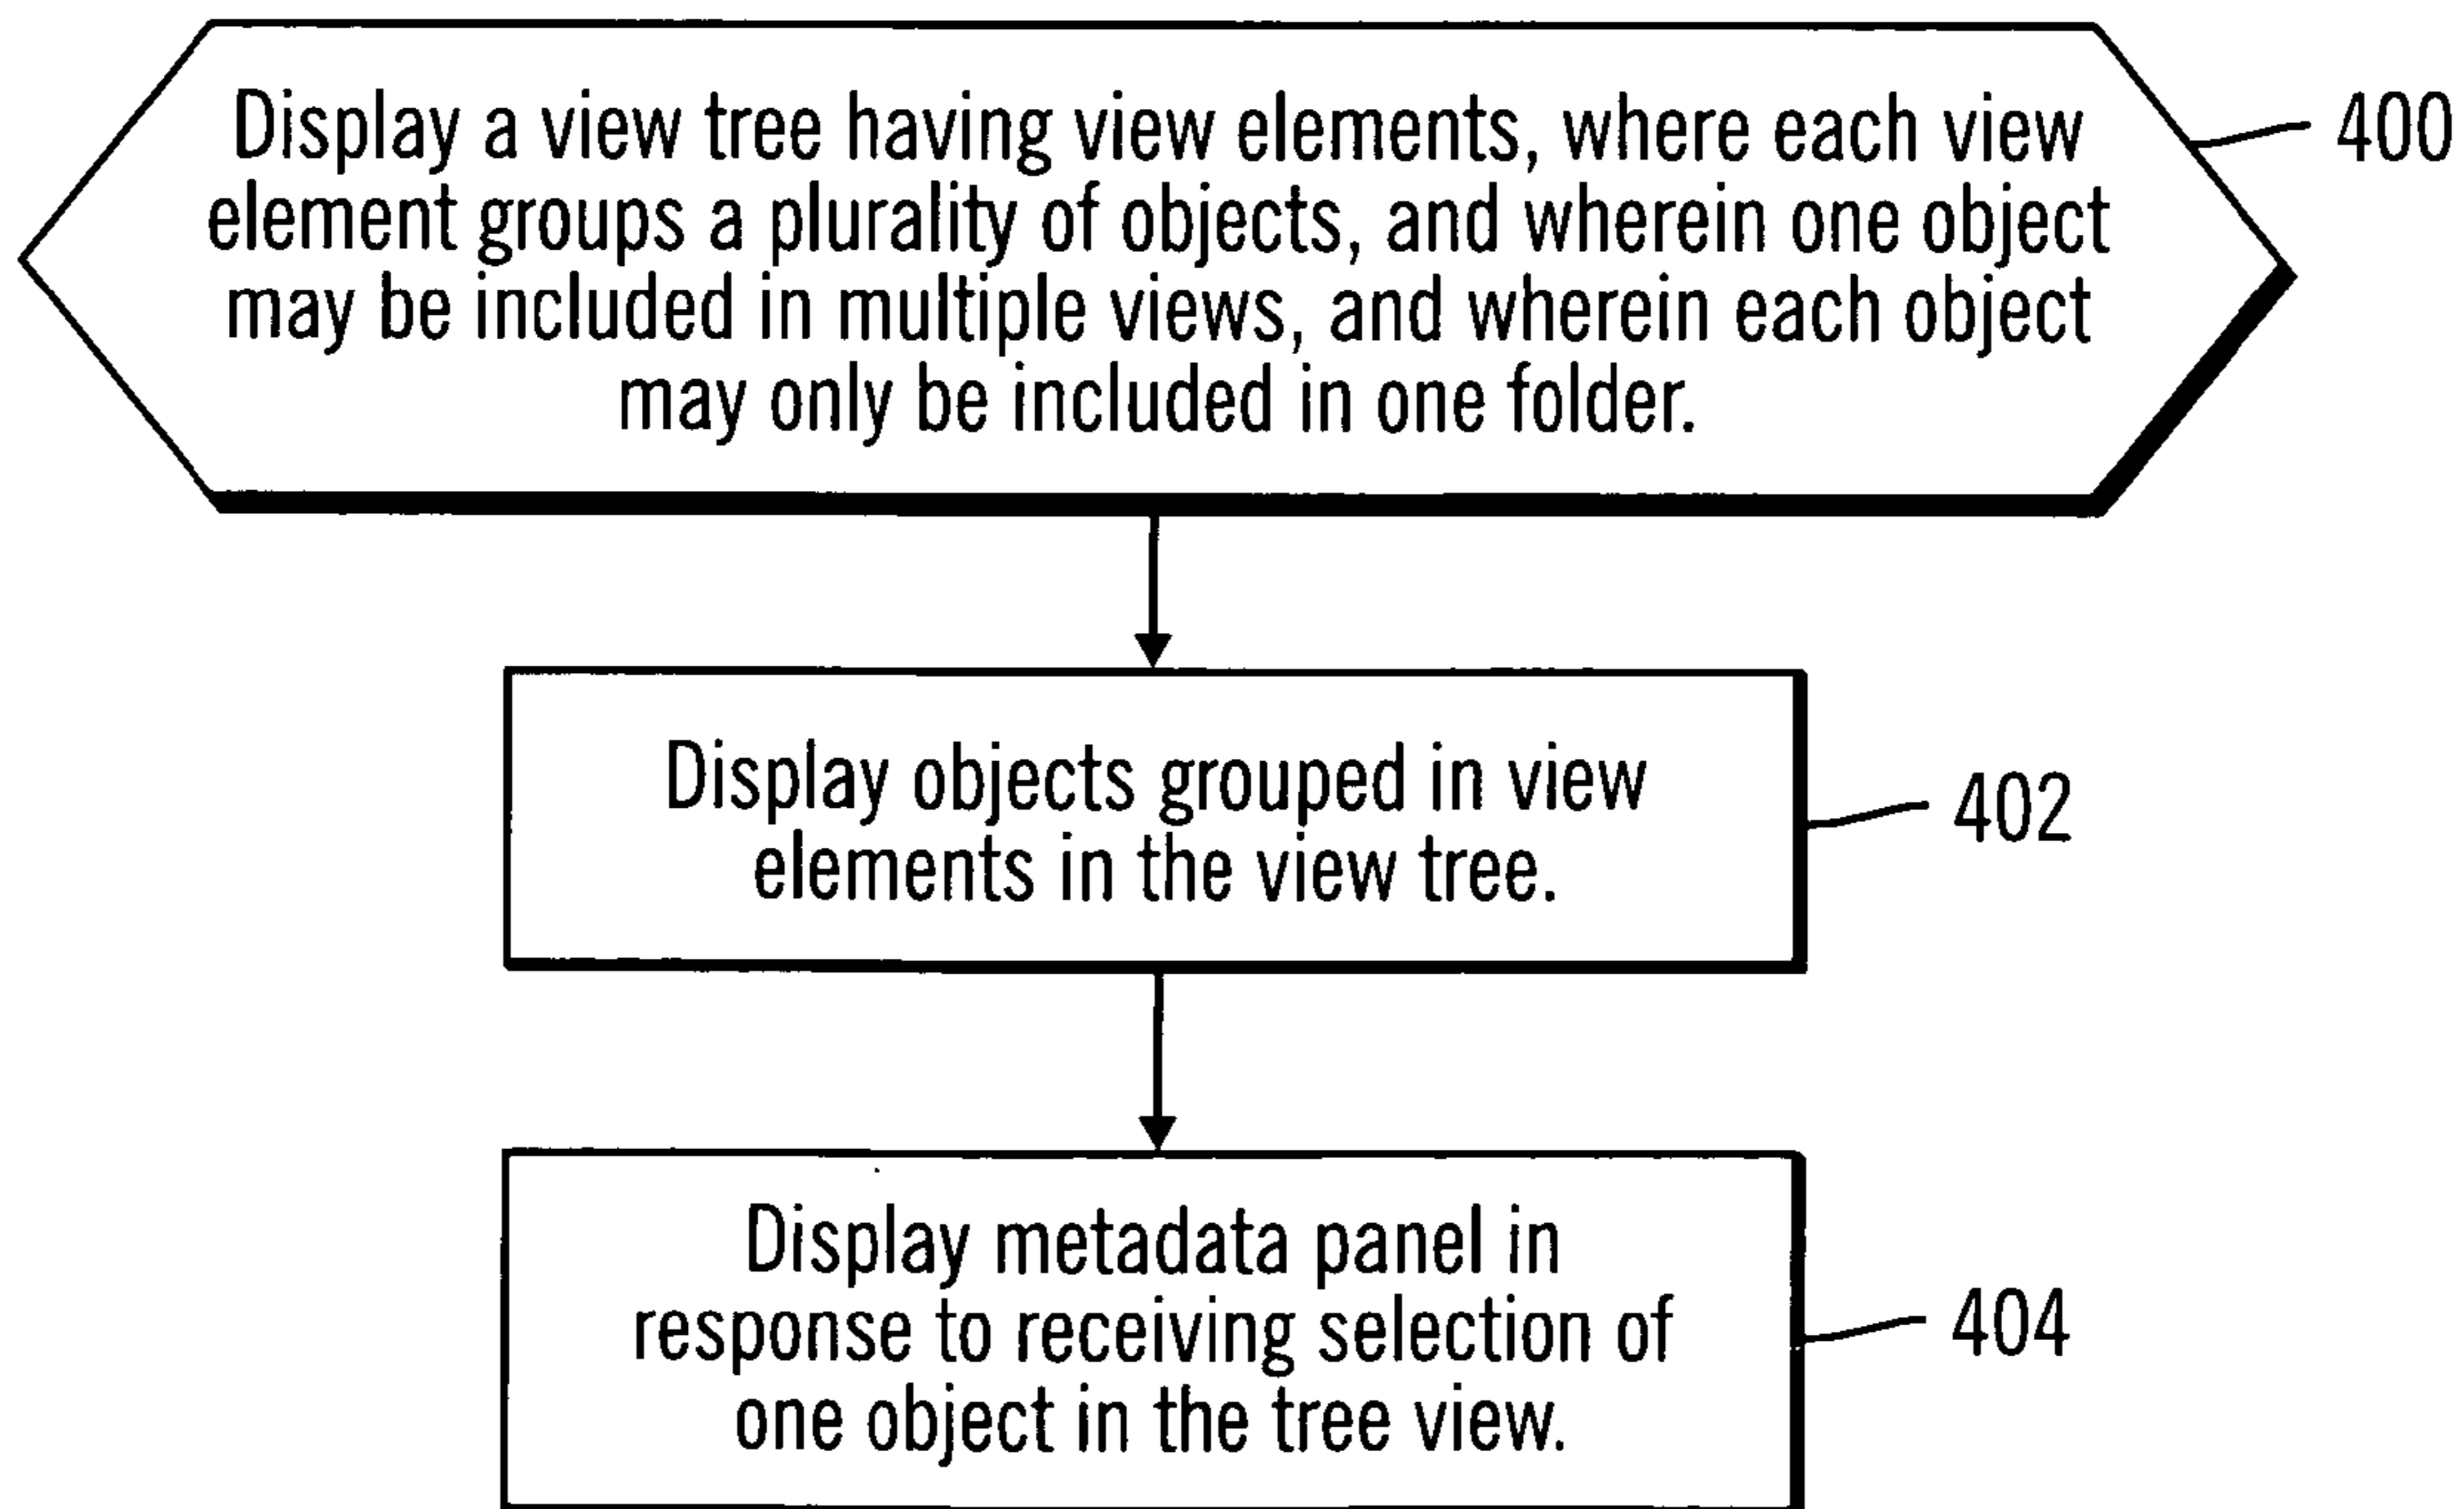 Display a view tree having view elements, where each view
element groups a plurality of objects, and wherein one object
may be included in multiple views, and wherein each object
may only be included in one folder.
400
Display objects grouped in view
elements in the view tree.
402
Display metadata panel in
response to receiving selection of
one object in the tree view.
404